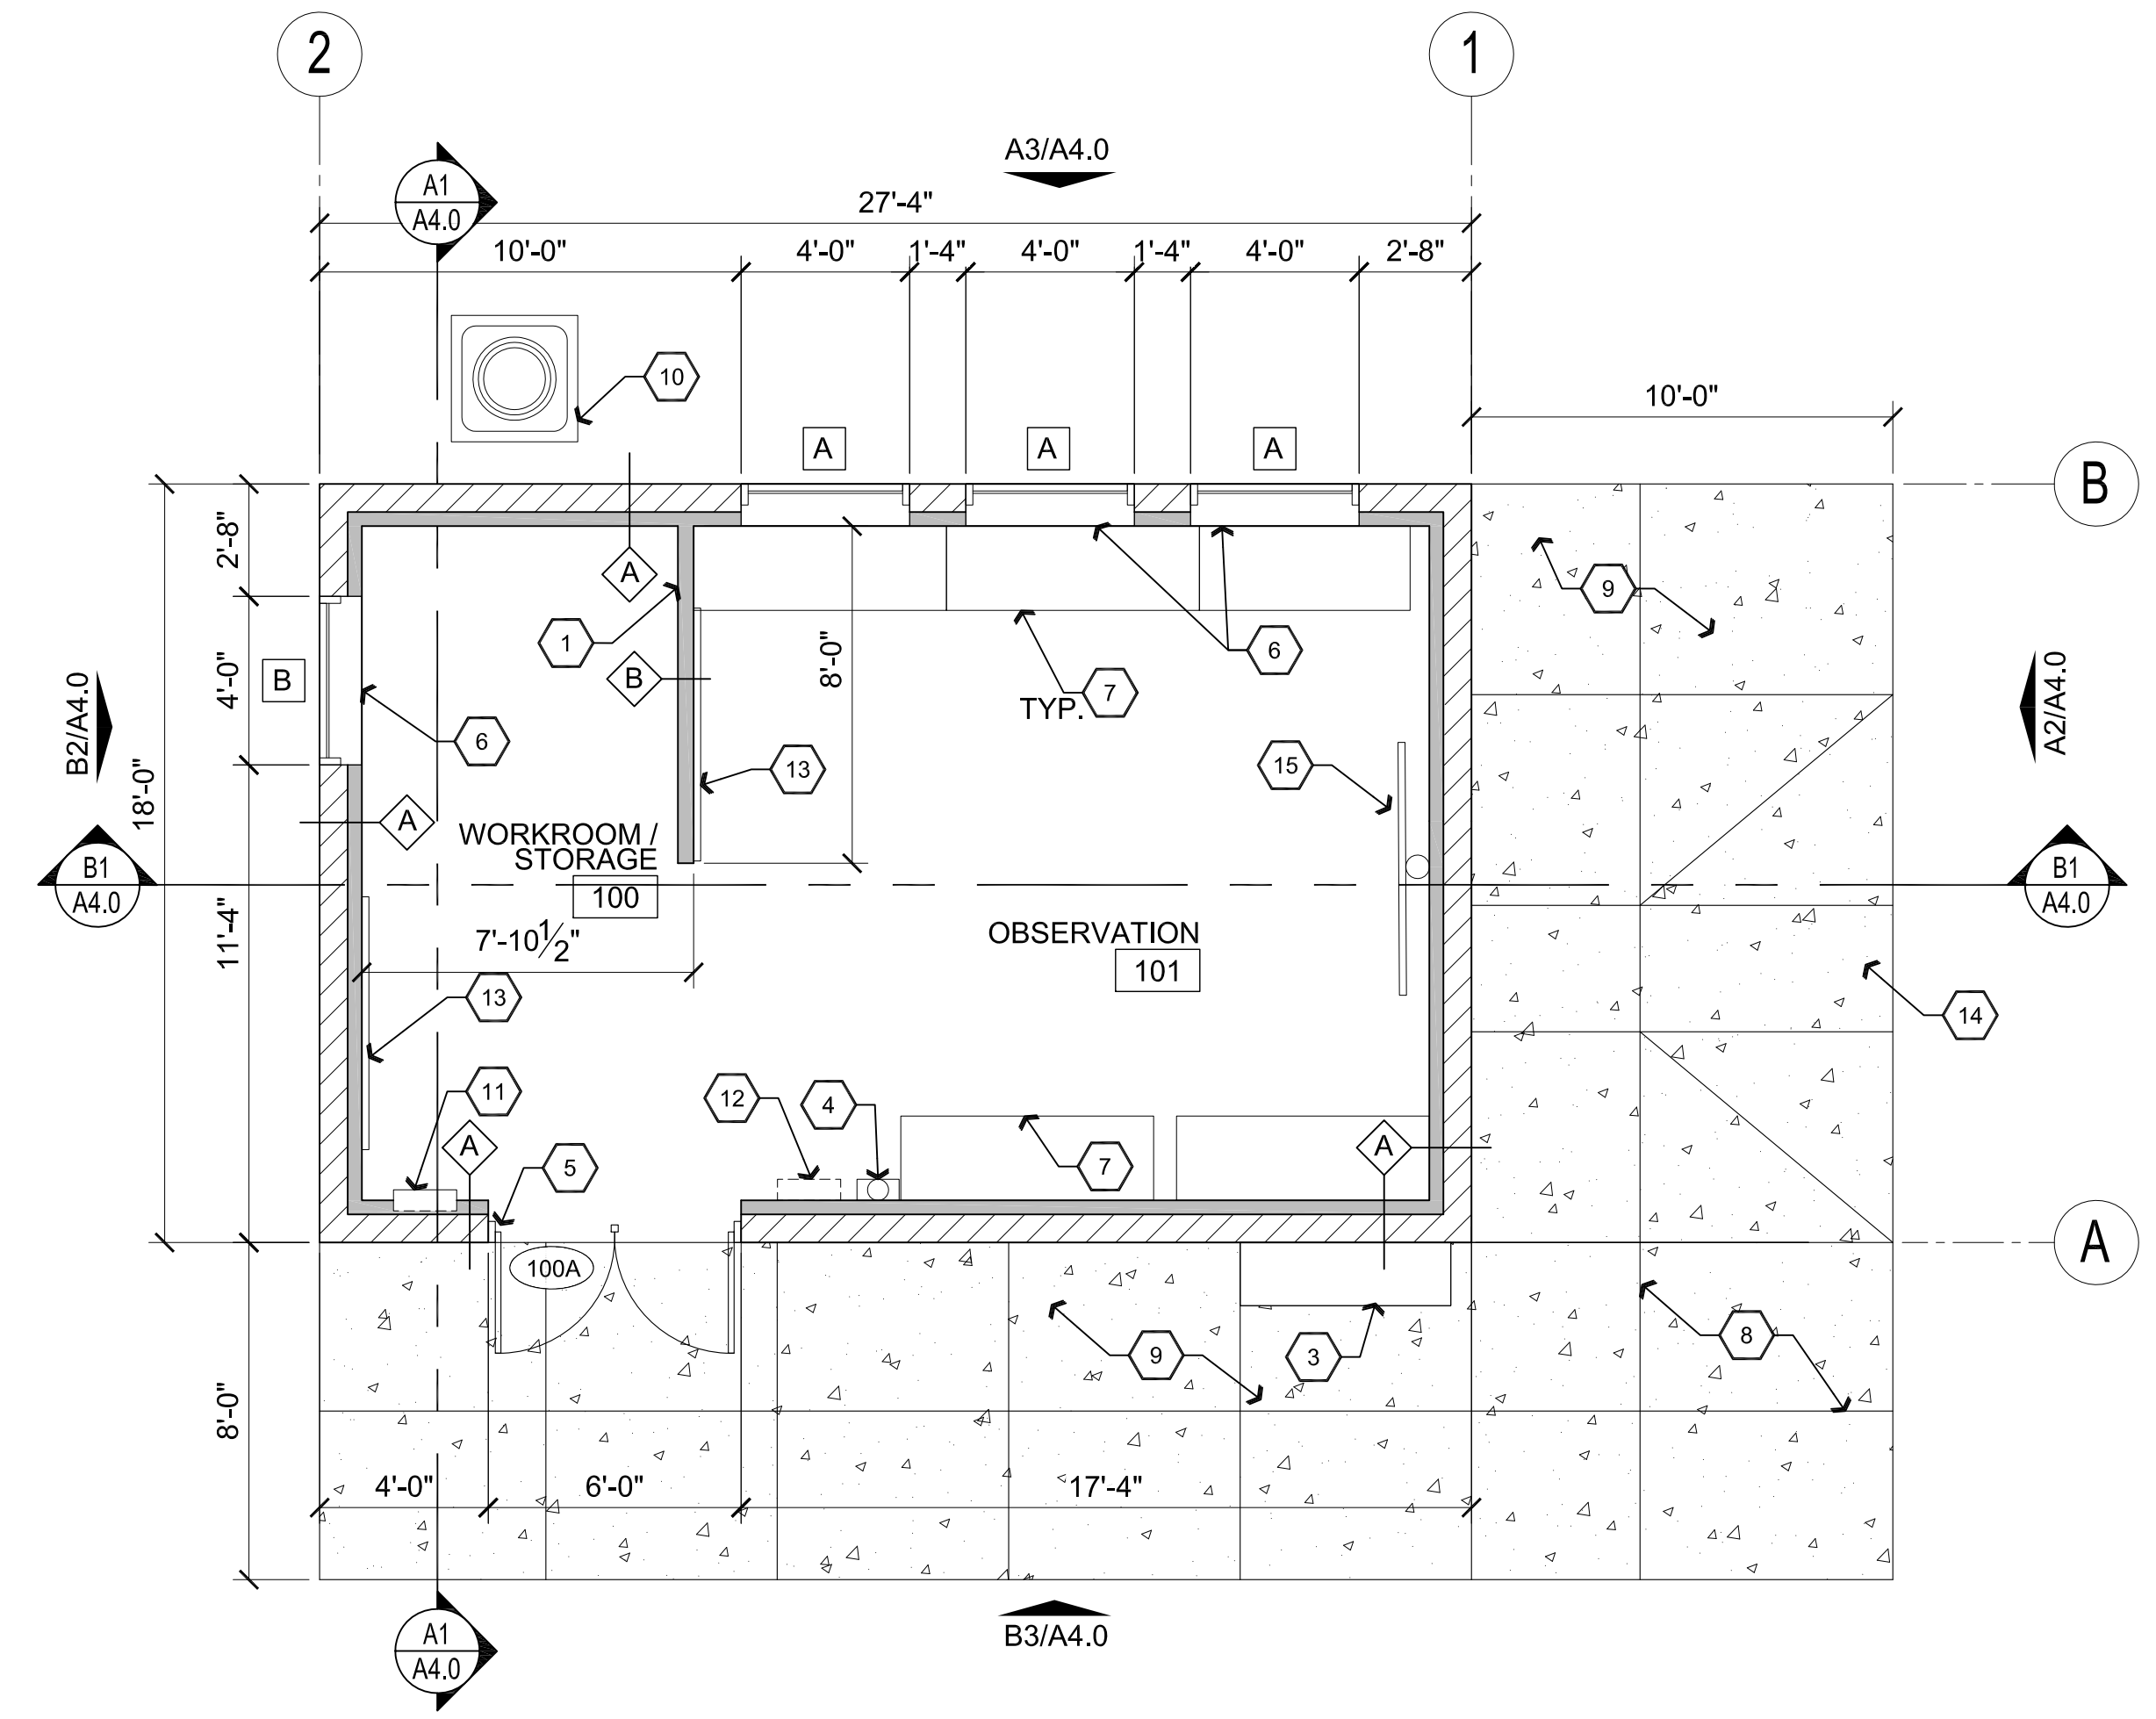 2
1
A3/A4.0
A1
A4.0
27'-4"
10'-0"
4'-0"
1'-4"
4'-0"
1'-4"
4'-0"
2'-8"
10
10'-0"
A
A
A
B
2'-8"
9
A
1
8'-0"
6
B
7
TYP.
B
4'-0"
6
13
15
B2/A4.0
A2/A4.0
18'-0"
A
WORKROOM /
STORAGE
100
B1
A4.0
B1
A4.0
11'-4"
7'-10 1/2"
OBSERVATION
101
13
14
11
12
4
A
5
7
A
A
100A
9
3
8
8'-0"
4'-0"
6'-0"
17'-4"
A1
A4.0
B3/A4.0